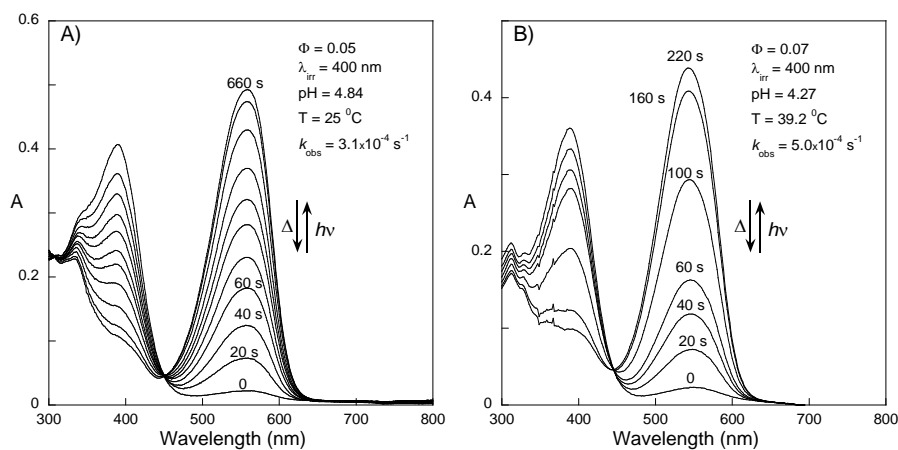 A)
Φ = 0.05
λirr = 400 nm
pH = 4.84
T = 25 ⁰C
kobs = 3.1x10⁻⁴ s⁻¹
660 s
60 s
40 s
20 s
0
Δ hν
A
0.6
0.4
0.2
0
300 400 500 600 700 800
Wavelength (nm)
B)
Φ = 0.07
λirr = 400 nm
pH = 4.27
T = 39.2 ⁰C
kobs = 5.0x10⁻⁴ s⁻¹
220 s
160 s
100 s
60 s
40 s
20 s
0
Δ hν
A
0.4
0.2
0
300 400 500 600 700 800
Wavelength (nm)